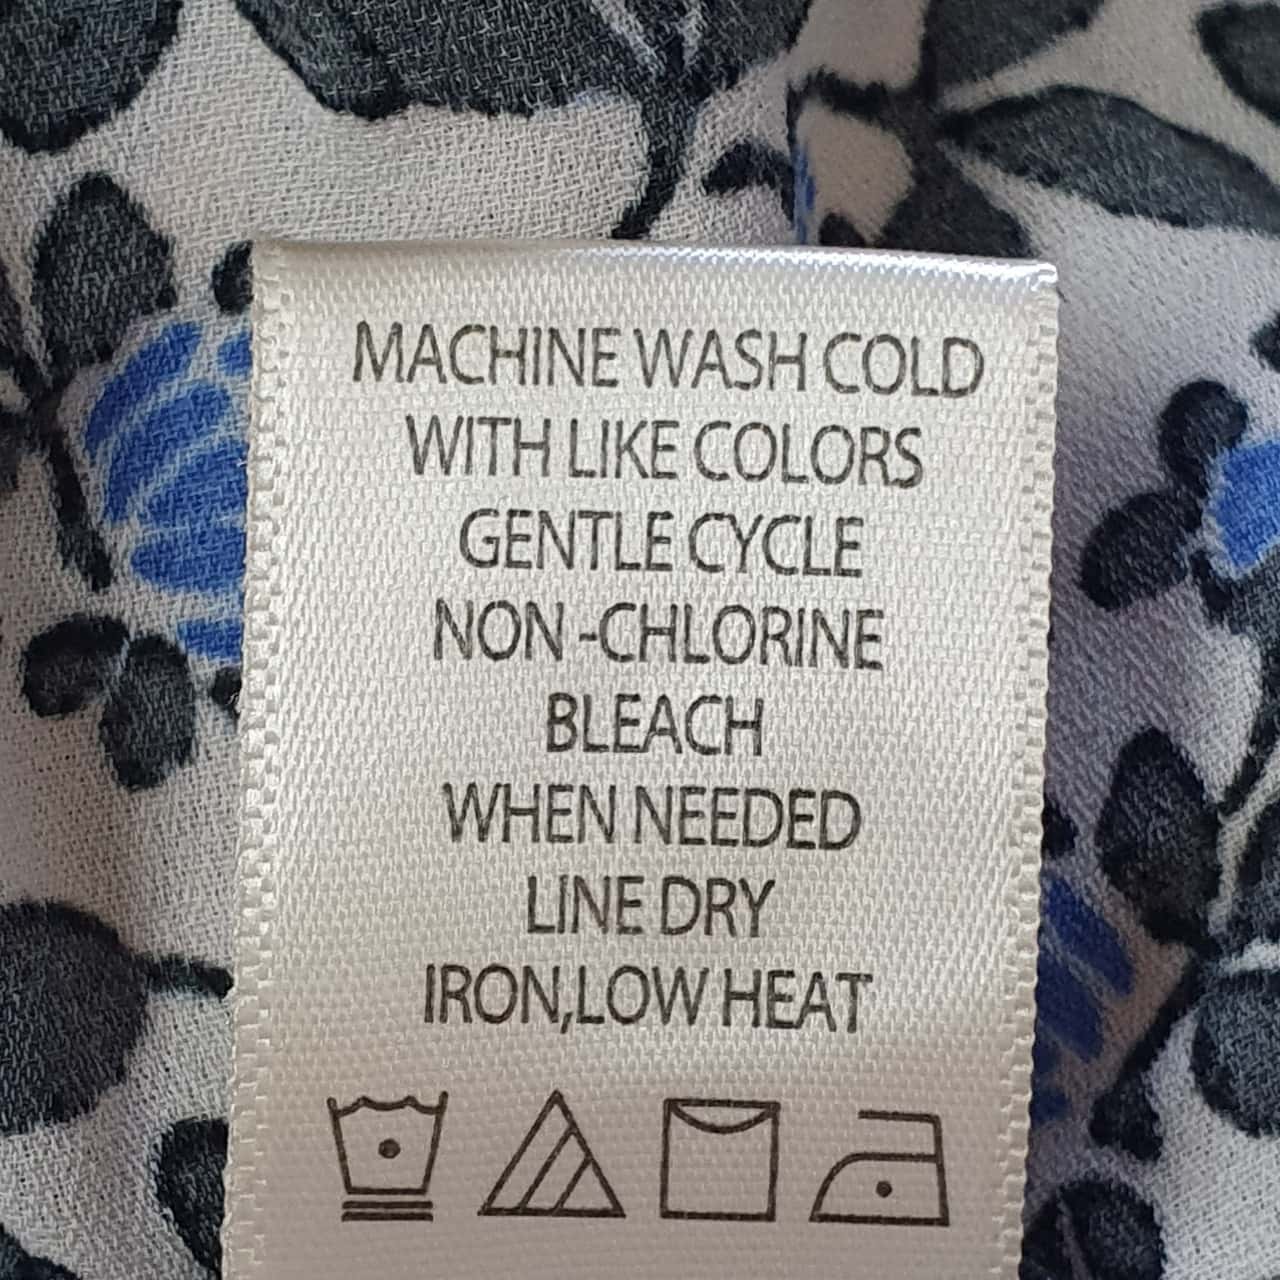 MACHINE WASH COLD
WITH LIKE COLORS
GENTLE CYCLE
NON -CHLORINE
BLEACH
WHEN NEEDED
LINE DRY
IRON,LOW HEAT